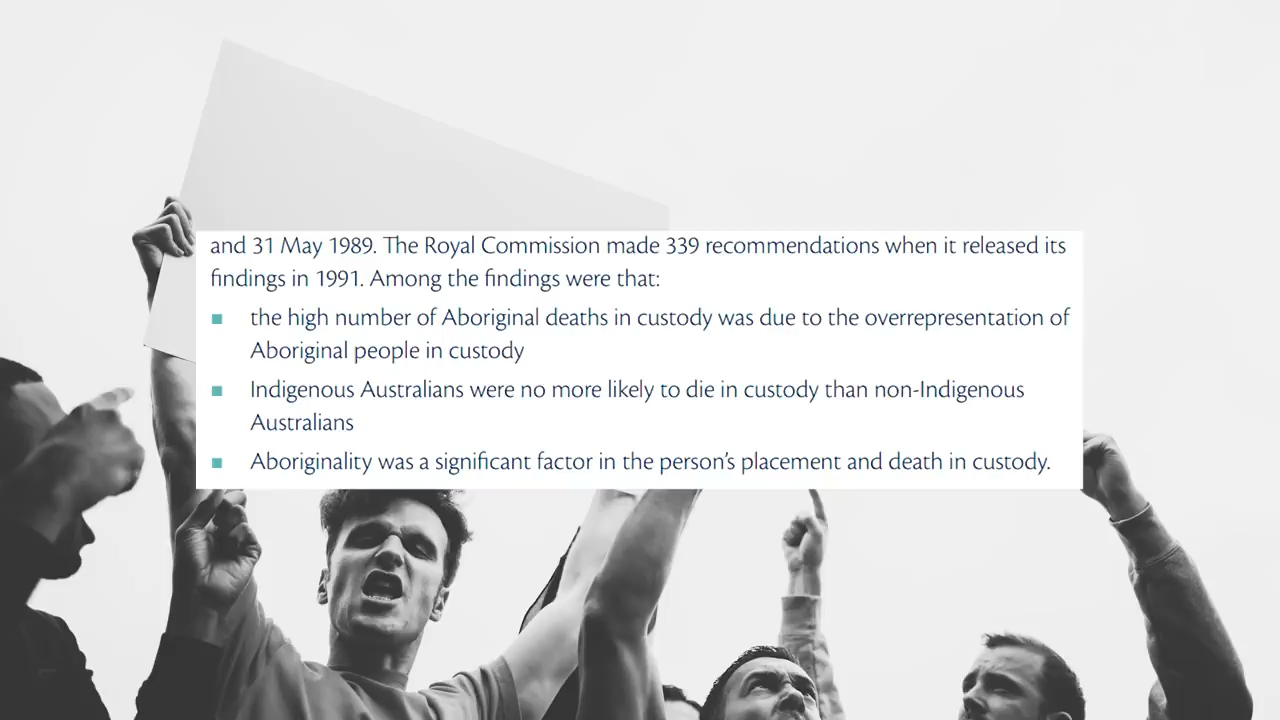 and 31 May 1989. The Royal Commission made 339 recommendations when it released its
findings in 1991. Among the findings were that:
the high number of Aboriginal deaths in custody was due to the overrepresentation of
Aboriginal people in custody
Indigenous Australians were no more likely to die in custody than non-Indigenous
Australians
Aboriginality was a significant factor in the person's placement and death in custody.